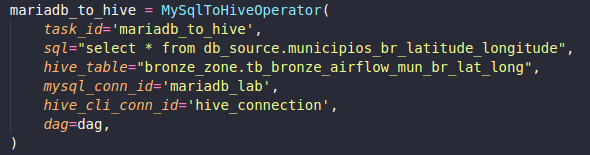 mariadb_to_hive = MySqlToHiveOperator(
    task_id='mariadb_to_hive',
    sql="select * from db_source.municipios_br_latitude_longitude",
    hive_table="bronze_zone.tb_bronze_airflow_mun_br_lat_long",
    mysql_conn_id='mariadb_lab',
    hive_cli_conn_id='hive_connection',
    dag=dag,
)